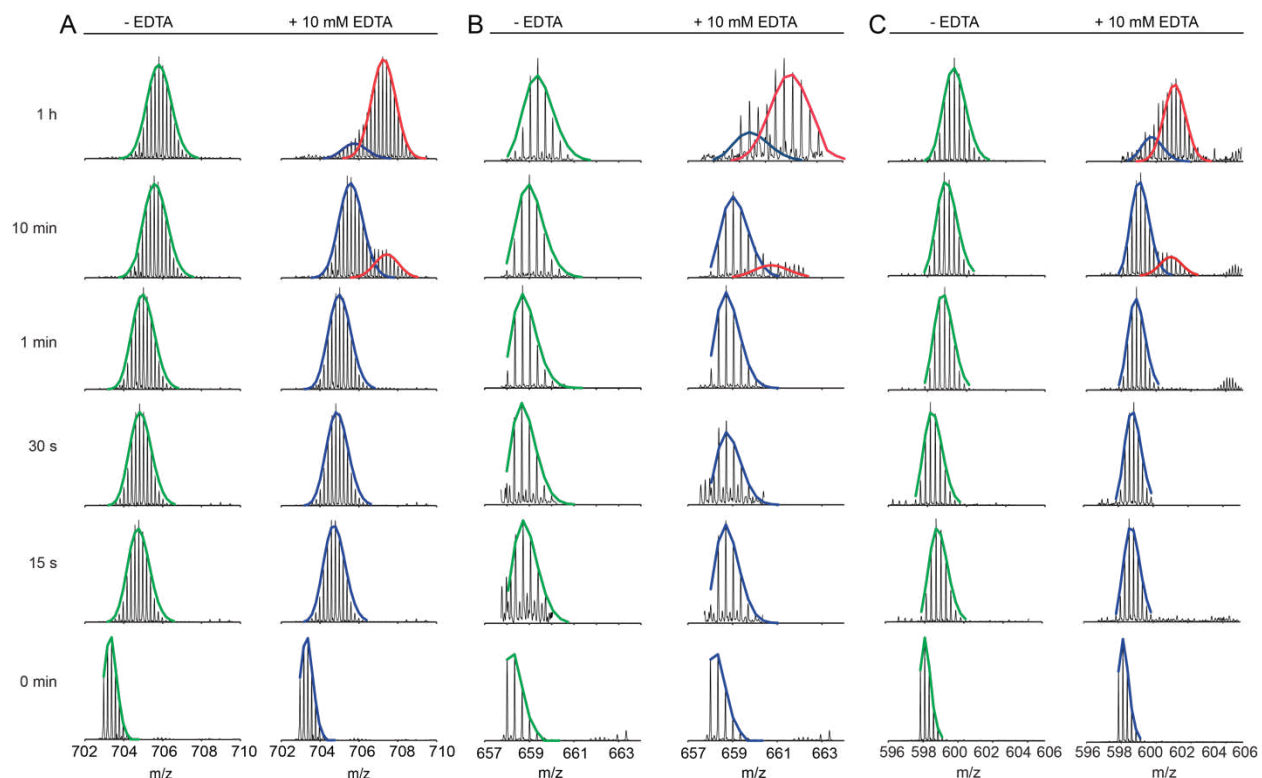 A - EDTA + 10 mM EDTA B - EDTA + 10 mM EDTA C - EDTA + 10 mM EDTA
1 h
10 min
1 min
30 s
15 s
0 min
702 704 706 708 710 702 704 706 708 710 657 659 661 663 657 659 661 663 596 598 600 602 604 606 596 598 600 602 604 606
m/z m/z m/z m/z m/z m/z